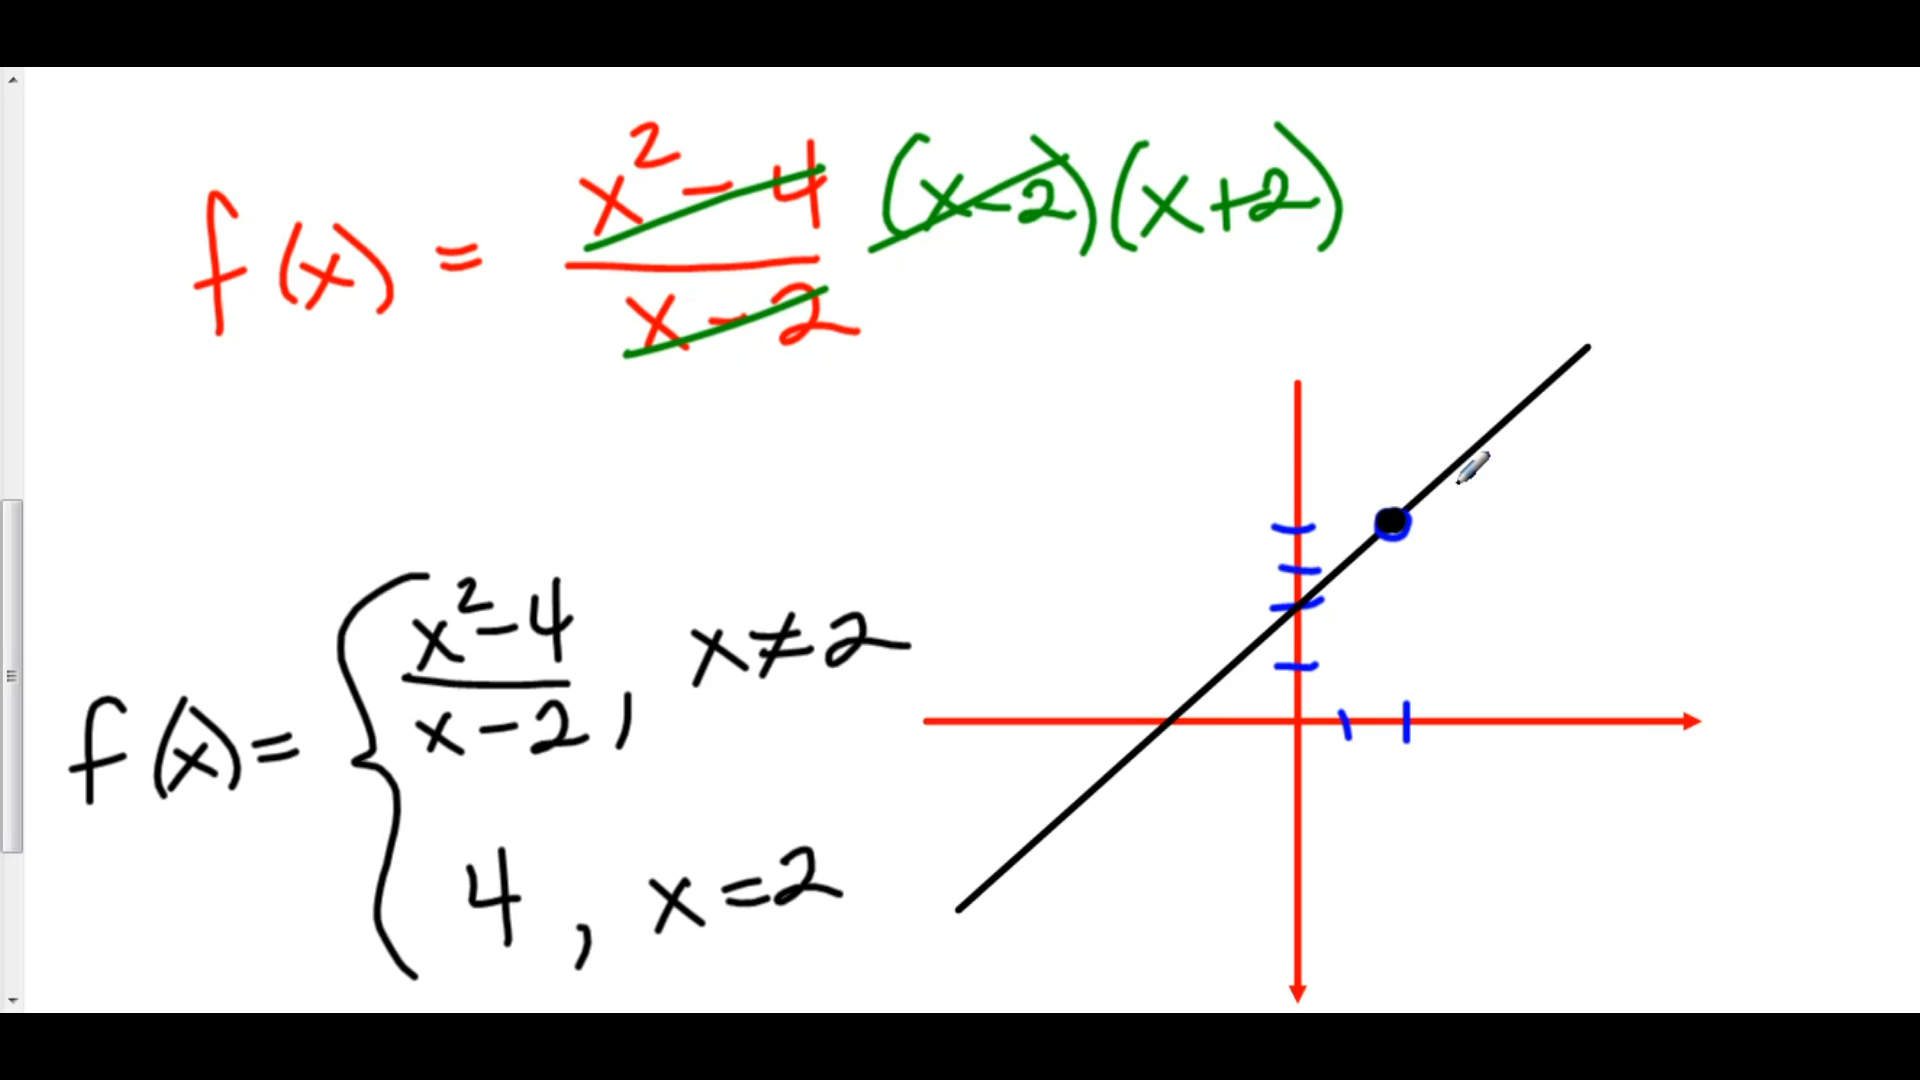 f(x) = x² - 4 / x - 2 (x-2)(x+2)
f(x) = { x²-4 / x-2 , x≠2
4 , x=2